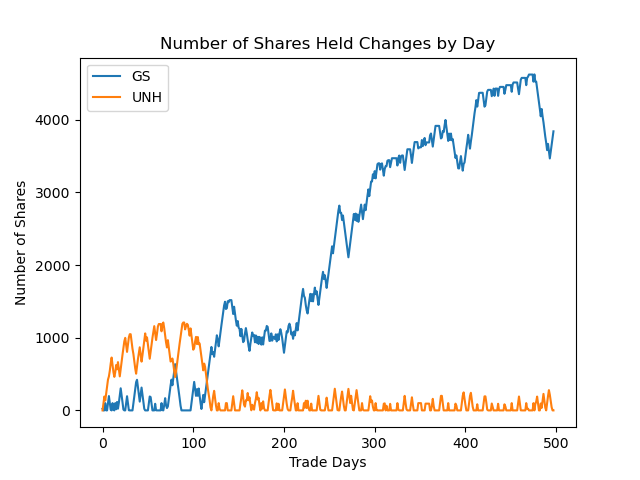 Number of Shares Held Changes by Day
GS
UNH
Number of Shares
4000
3000
2000
1000
0
0 100 200 300 400 500
Trade Days